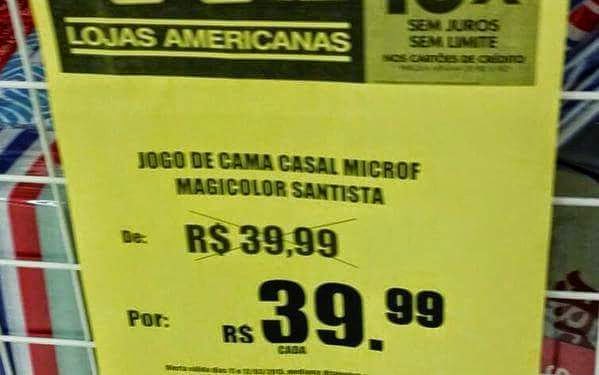 LOJAS AMERICANAS
10X
SEM JUROS
SEM LIMITE
NOS CARTÕES DE CRÉDITO
JOGO DE CAMA CASAL MICROF
MAGICOLOR SANTISTA
De: R$ 39,99
Por: R$ 39.99
CADA